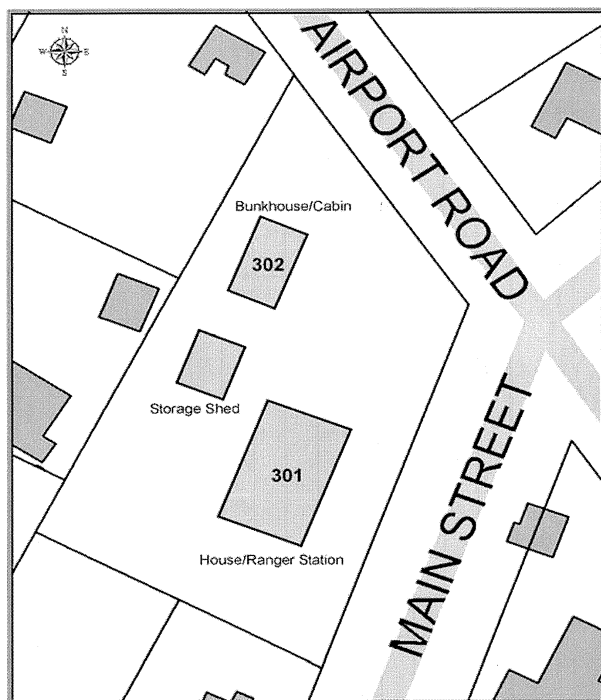 N
W E
S
AIRPORT ROAD
Bunkhouse/Cabin
302
Storage Shed
301
House/Ranger Station
MAIN STREET